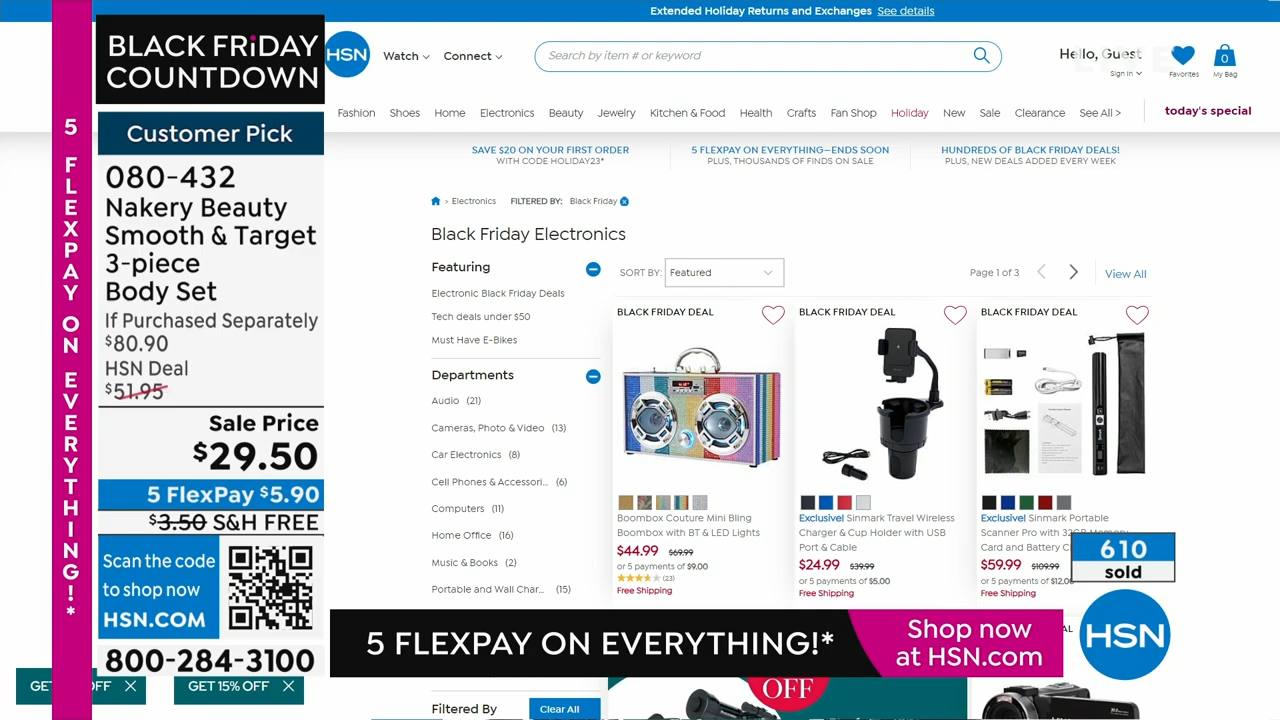 Extended Holiday Returns and Exchanges See details
5 FLEXPAY ON EVERYTHING!*
BLACK FRiDAY
COUNTDOWN
Customer Pick
080-432
Nakery Beauty
Smooth & Target
3-piece
Body Set
If Purchased Separately
$80.90
HSN Deal
$51.95
Sale Price
$29.50
5 FlexPay $5.90
$3.50 S&H FREE
Scan the code
to shop now
HSN.COM
800-284-3100
GET OFF ×
GET 15% OFF ×
HSN
Watch
Connect
Search by item # or keyword
Hello, Guest
Sign in
Favorites
0
My Bag
Fashion Shoes Home Electronics Beauty Jewelry Kitchen & Food Health Crafts Fan Shop Holiday New Sale Clearance See All > today's special
SAVE $20 ON YOUR FIRST ORDER
WITH CODE HOLIDAY23*
5 FLEXPAY ON EVERYTHING—ENDS SOON
PLUS, THOUSANDS OF FINDS ON SALE
HUNDREDS OF BLACK FRIDAY DEALS!
PLUS, NEW DEALS ADDED EVERY WEEK
> Electronics FILTERED BY: Black Friday
Black Friday Electronics
Featuring
Electronic Black Friday Deals
Tech deals under $50
Must Have E-Bikes
Departments
Audio (21)
Cameras, Photo & Video (13)
Car Electronics (8)
Cell Phones & Accessori... (6)
Computers (11)
Home Office (16)
Music & Books (2)
Portable and Wall Char... (15)
Filtered By
Clear All
SORT BY: Featured
Page 1 of 3
View All
BLACK FRIDAY DEAL
Boombox Couture Mini Bling
Boombox with BT & LED Lights
$44.99 $69.99
or 5 payments of $9.00
(23)
Free Shipping
BLACK FRIDAY DEAL
Exclusive! Sinmark Travel Wireless
Charger & Cup Holder with USB
Port & Cable
$24.99 $39.99
or 5 payments of $5.00
Free Shipping
BLACK FRIDAY DEAL
Exclusive! Sinmark Portable
Scanner Pro with 32GB Memory
Card and Battery
$59.99 $109.99
or 5 payments of
Free Shipping
610
sold
5 FLEXPAY ON EVERYTHING!*
Shop now
at HSN.com
HSN
OFF